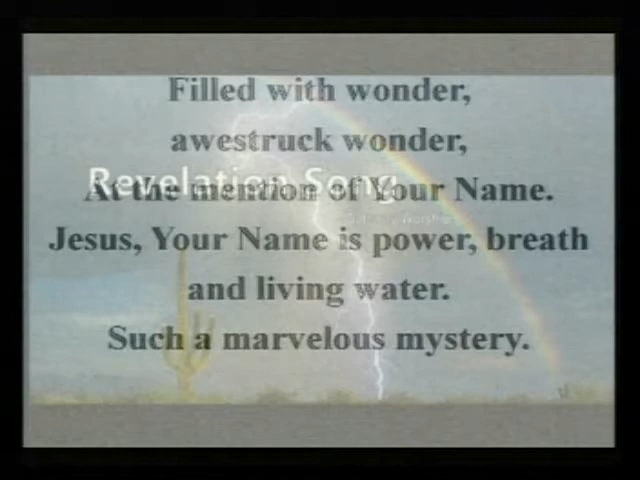 Filled with wonder,
awestruck wonder,
Revelation Song
At the mention of Your Name.
Worship
Jesus, Your Name is power, breath
and living water.
Such a marvelous mystery.